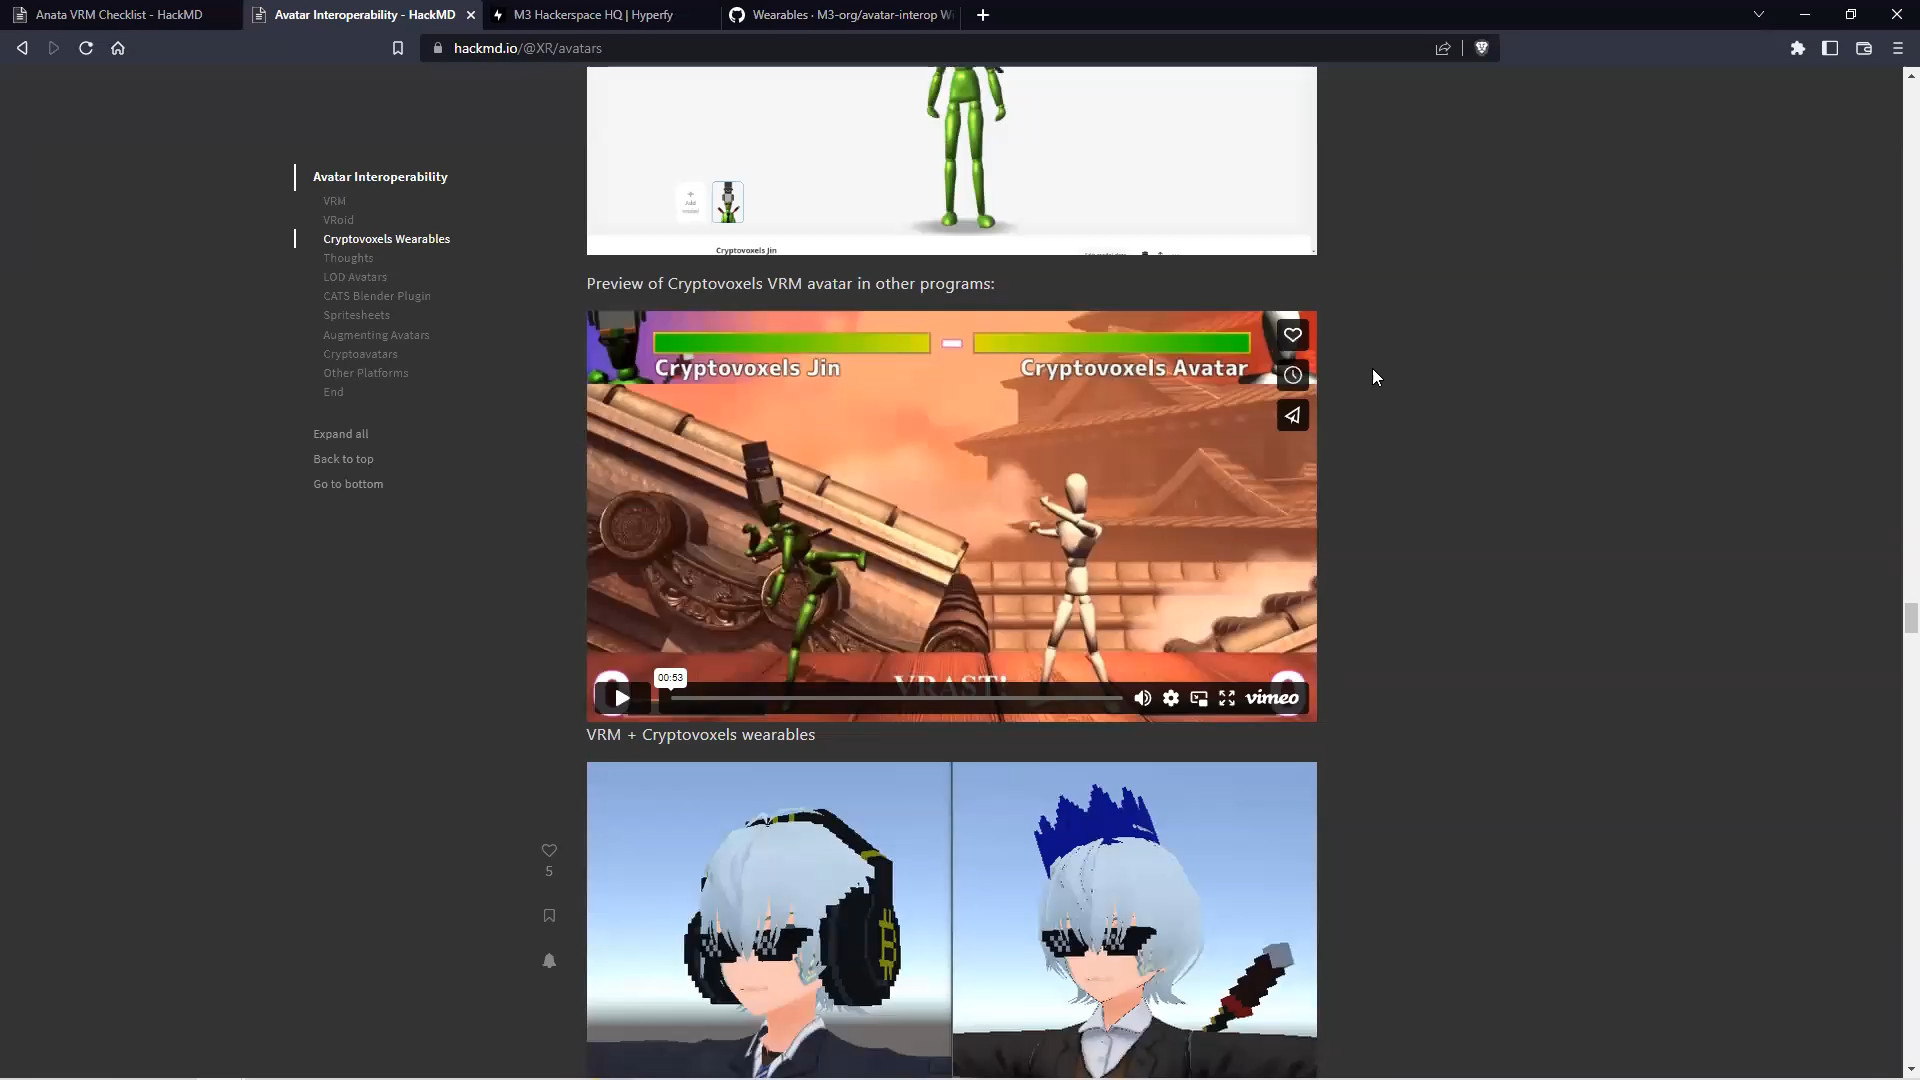 Anata VRM Checklist - HackMD
Avatar Interoperability - HackMD
M3 Hackerspace HQ | Hyperfy
Wearables · M3-org/avatar-interop W
hackmd.io/@XR/avatars
Avatar Interoperability
VRM
VRoid
Cryptovoxels Wearables
Thoughts
LOD Avatars
CATS Blender Plugin
Spritesheets
Augmenting Avatars
Cryptoavatars
Other Platforms
End
Expand all
Back to top
Go to bottom
5
Add
model
Cryptovoxels Jin
Preview of Cryptovoxels VRM avatar in other programs:
Cryptovoxels Jin
Cryptovoxels Avatar
00:53
vimeo
VRM + Cryptovoxels wearables